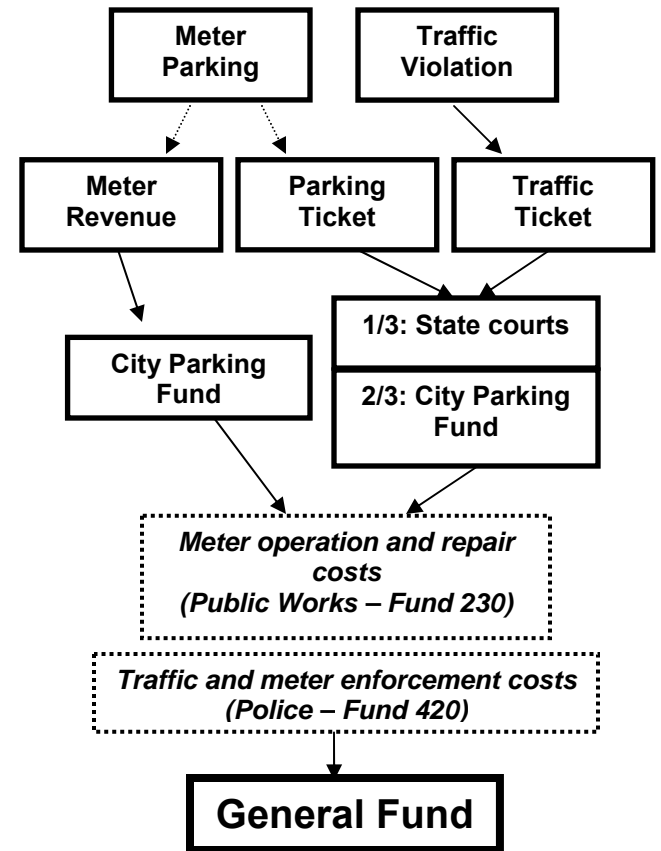 Meter
Parking
Traffic
Violation
Meter
Revenue
Parking
Ticket
Traffic
Ticket
1/3: State courts
City Parking
Fund
2/3: City Parking
Fund
Meter operation and repair
costs
(Public Works – Fund 230)
Traffic and meter enforcement costs
(Police – Fund 420)
General Fund